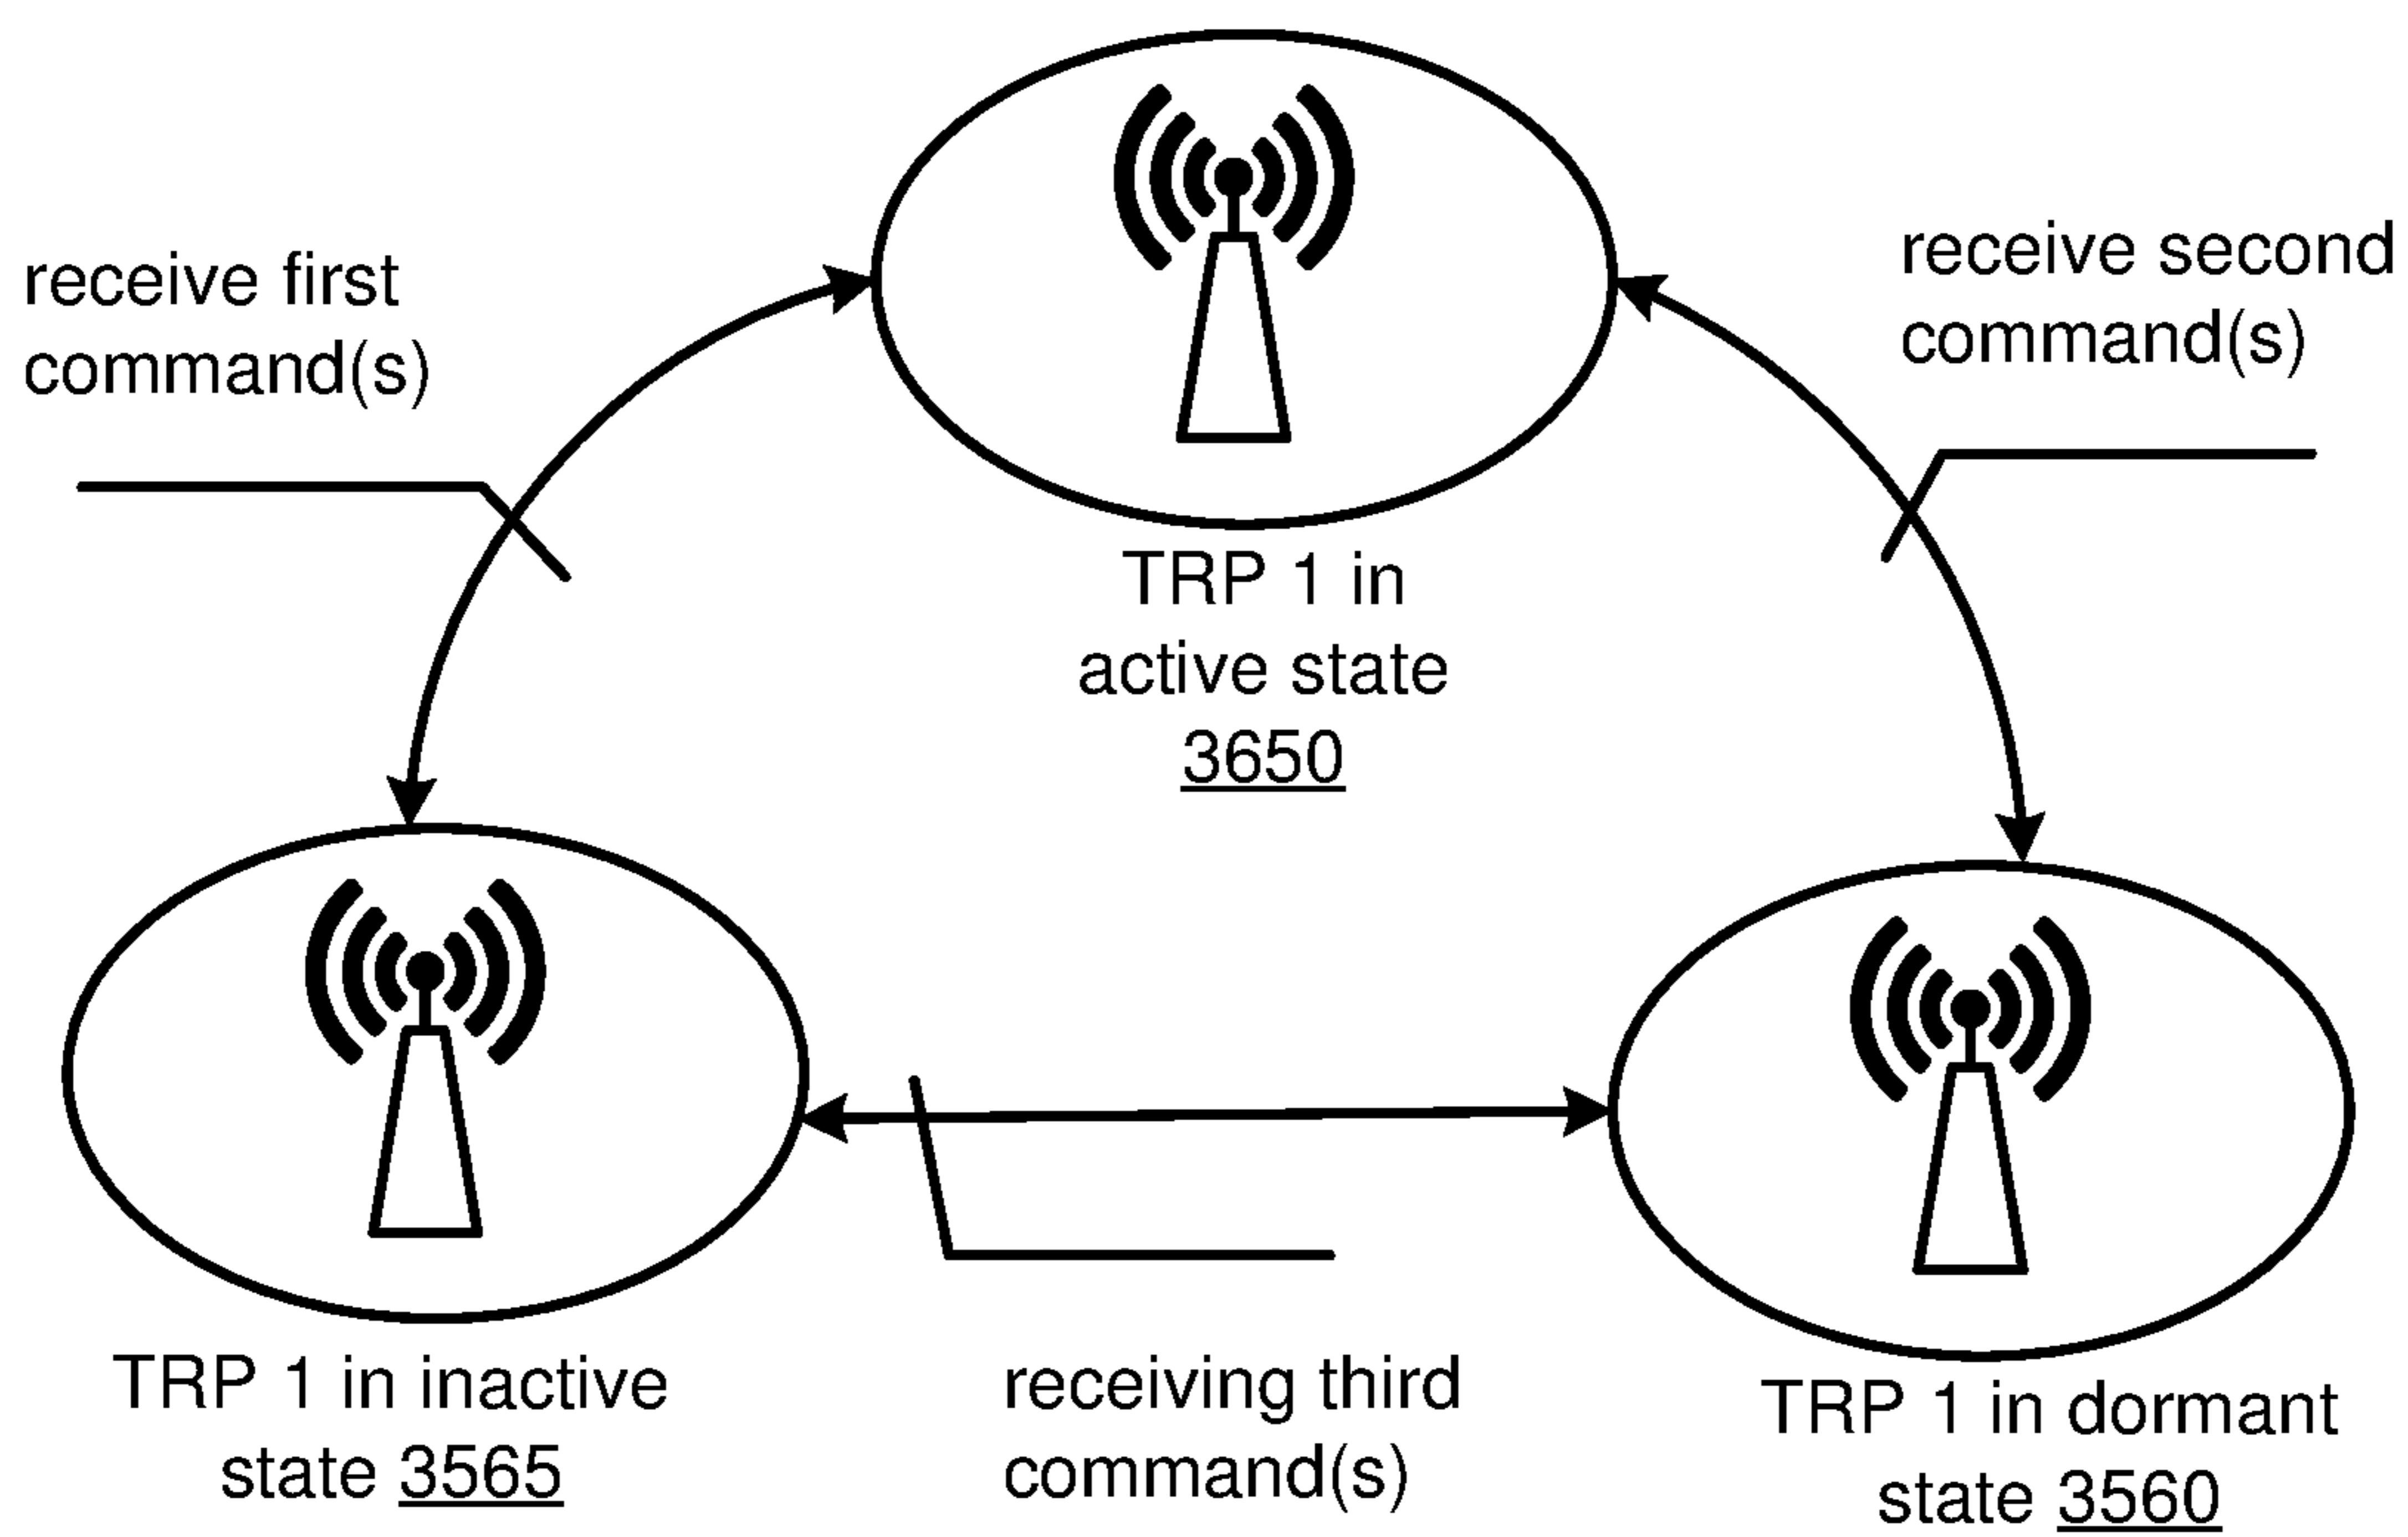 receive first
command(s)
receive second
command(s)
TRP 1 in
active state
3650
TRP 1 in inactive
state 3565
receiving third
command(s)
TRP 1 in dormant
state 3560